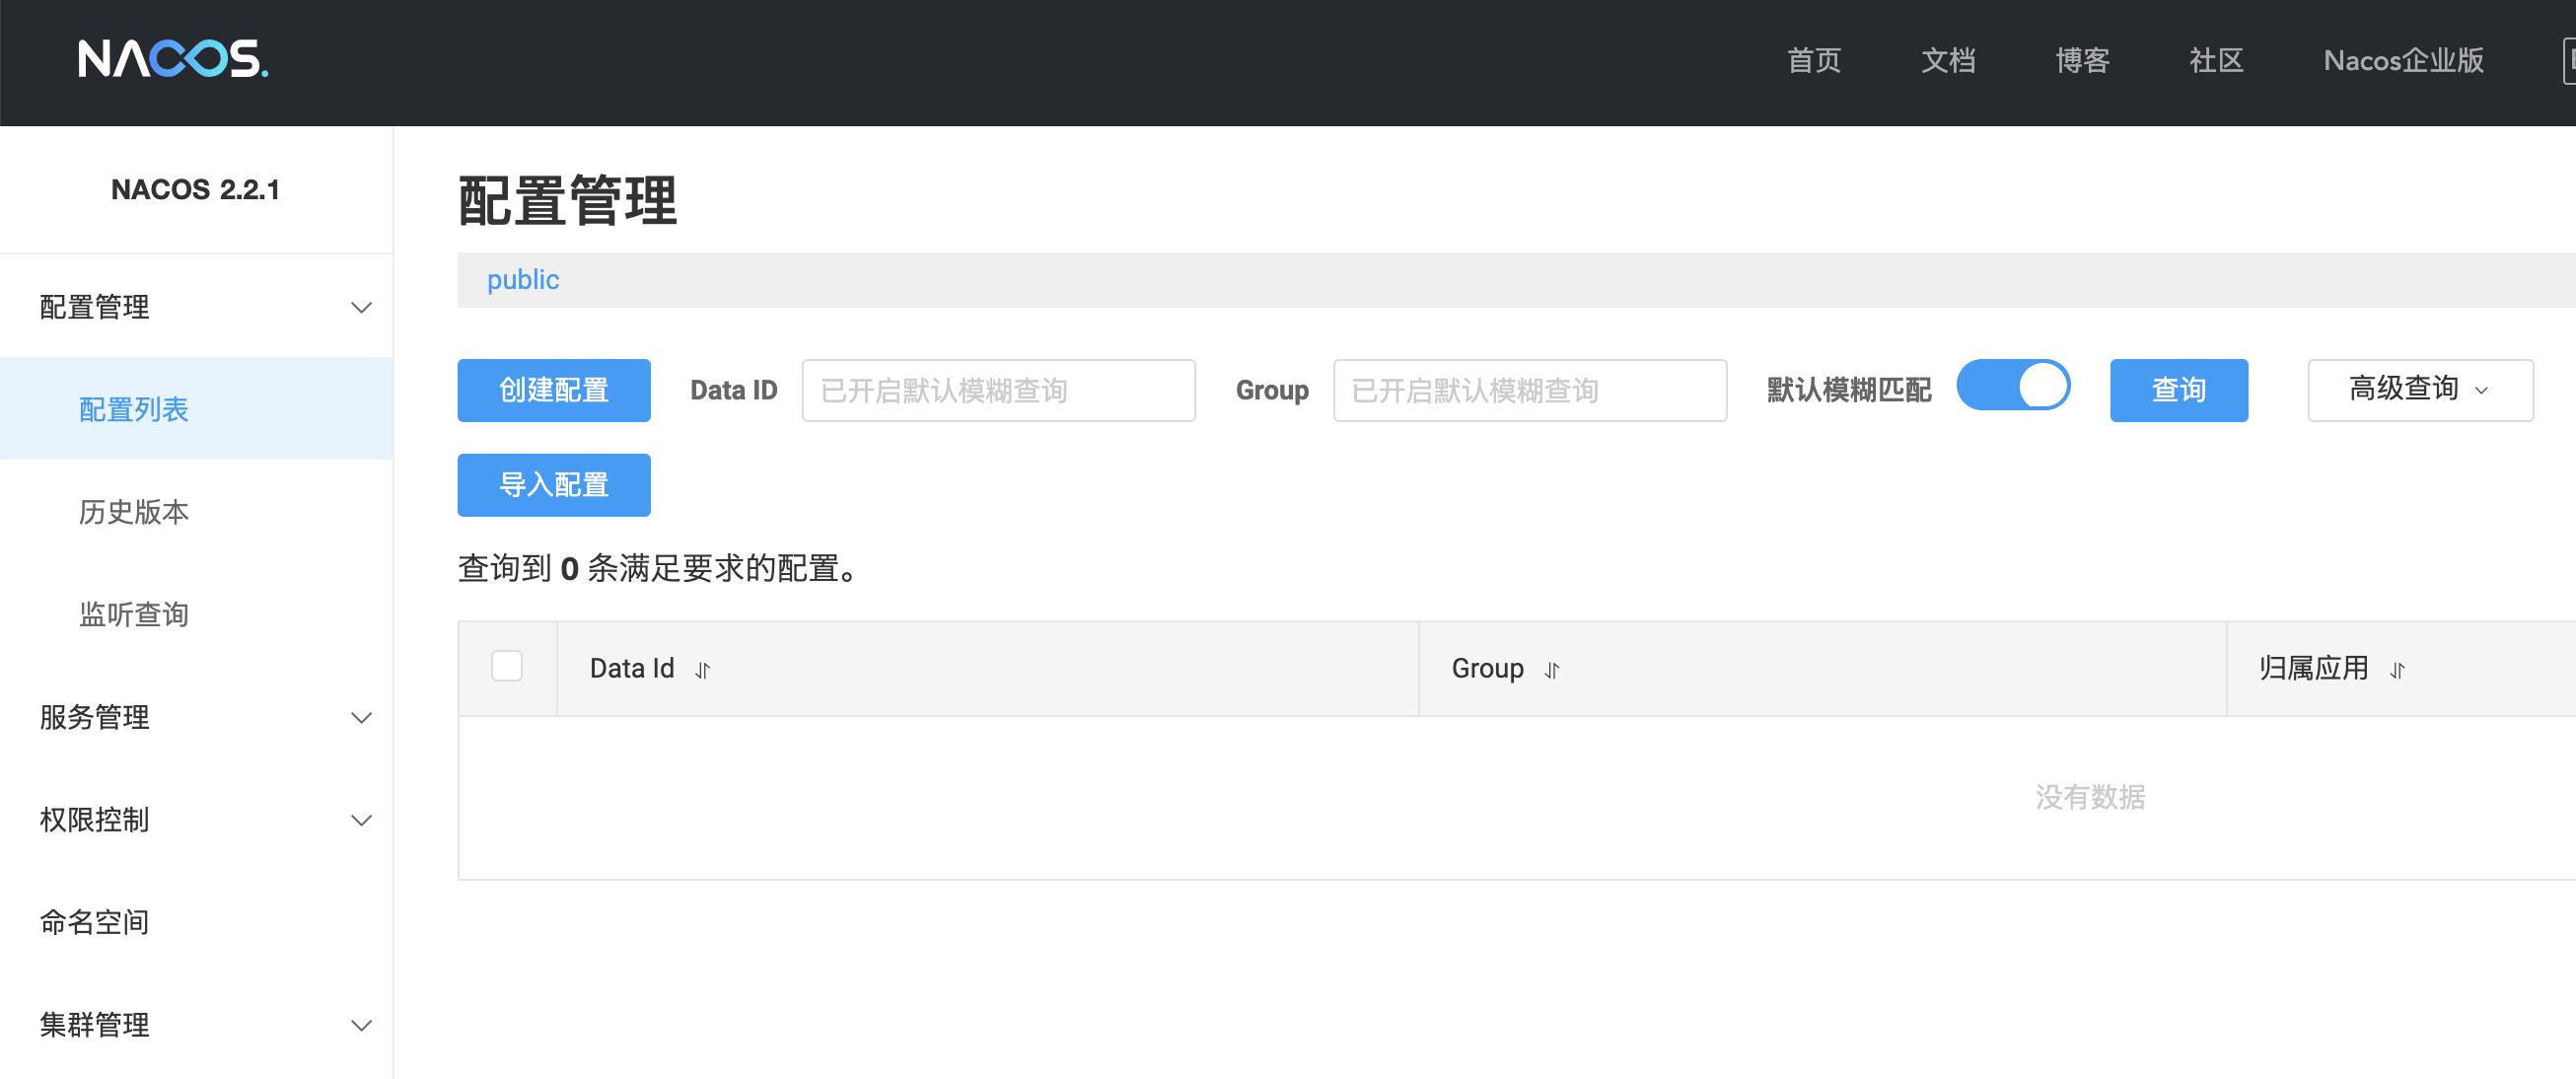 NACOS.
首页 文档 博客 社区 Nacos企业版
NACOS 2.2.1
配置管理
配置列表
历史版本
监听查询
服务管理
权限控制
命名空间
集群管理
配置管理
public
创建配置 Data ID 已开启默认模糊查询 Group 已开启默认模糊查询 默认模糊匹配 查询 高级查询
导入配置
查询到 0 条满足要求的配置。
Data Id Group 归属应用
没有数据